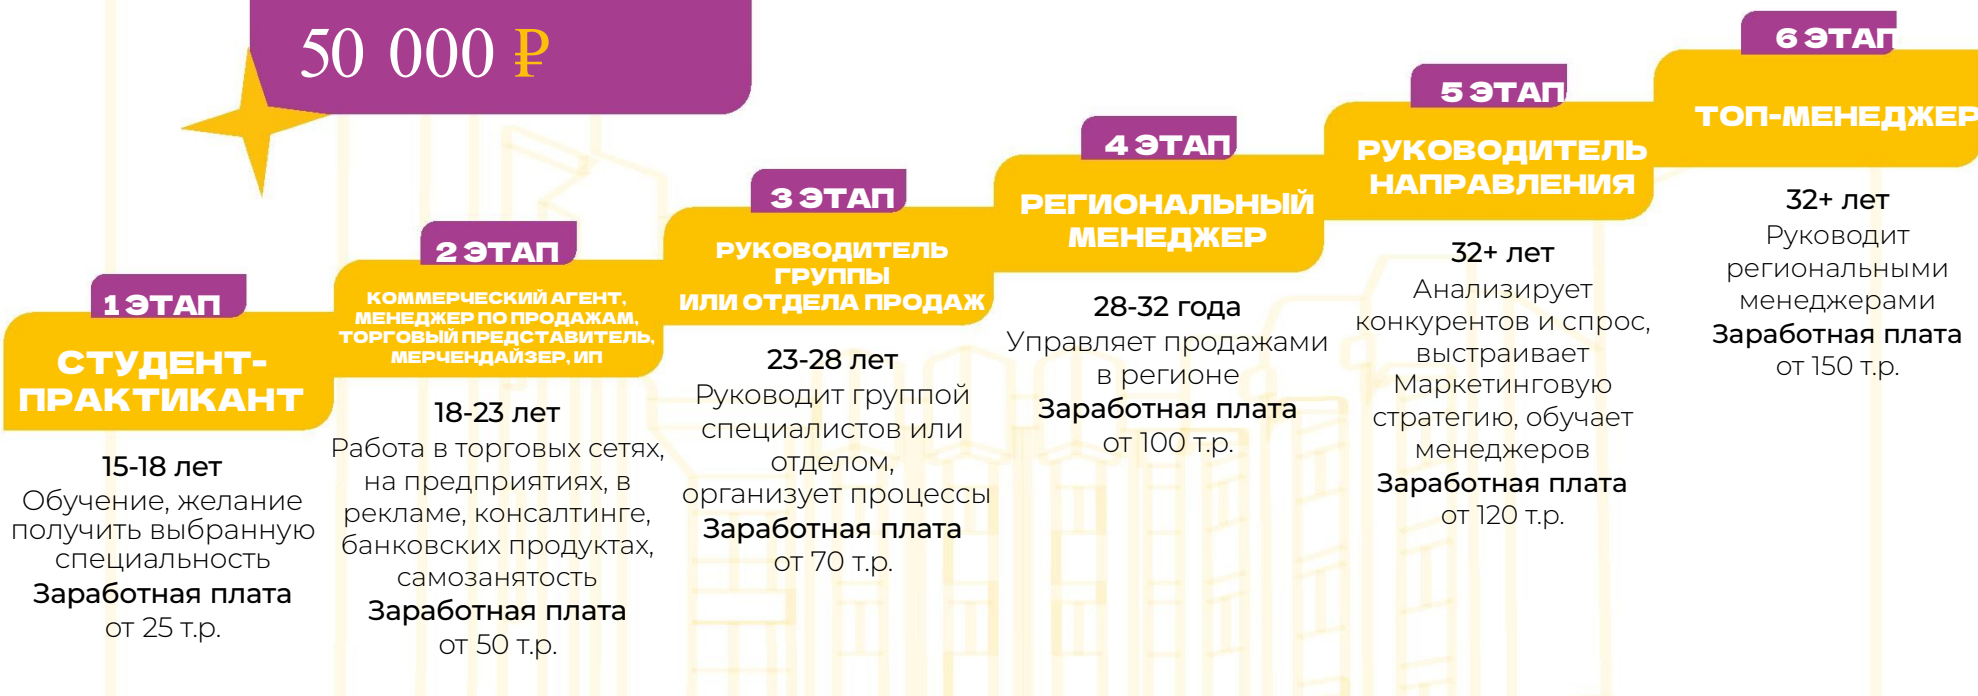 50 000 ₽
1 ЭТАП
СТУДЕНТ-
ПРАКТИКАНТ
15-18 лет
Обучение, желание
получить выбранную
специальность
Заработная плата
от 25 т.р.
2 ЭТАП
КОММЕРЧЕСКИЙ АГЕНТ,
МЕНЕДЖЕР ПО ПРОДАЖАМ,
ТОРГОВЫЙ ПРЕДСТАВИТЕЛЬ,
МЕРЧЕНДАЙЗЕР, ИП
18-23 лет
Работа в торговых сетях,
на предприятиях, в
рекламе, консалтинге,
банковских продуктах,
самозанятость
Заработная плата
от 50 т.р.
3 ЭТАП
РУКОВОДИТЕЛЬ
ГРУППЫ
ИЛИ ОТДЕЛА ПРОДАЖ
23-28 лет
Руководит группой
специалистов или
отделом,
организует процессы
Заработная плата
от 70 т.р.
4 ЭТАП
РЕГИОНАЛЬНЫЙ
МЕНЕДЖЕР
28-32 года
Управляет продажами
в регионе
Заработная плата
от 100 т.р.
5 ЭТАП
РУКОВОДИТЕЛЬ
НАПРАВЛЕНИЯ
32+ лет
Анализирует
конкурентов и спрос,
выстраивает
Маркетинговую
стратегию, обучает
менеджеров
Заработная плата
от 120 т.р.
6 ЭТАП
ТОП-МЕНЕДЖЕР
32+ лет
Руководит
региональными
менеджерами
Заработная плата
от 150 т.р.